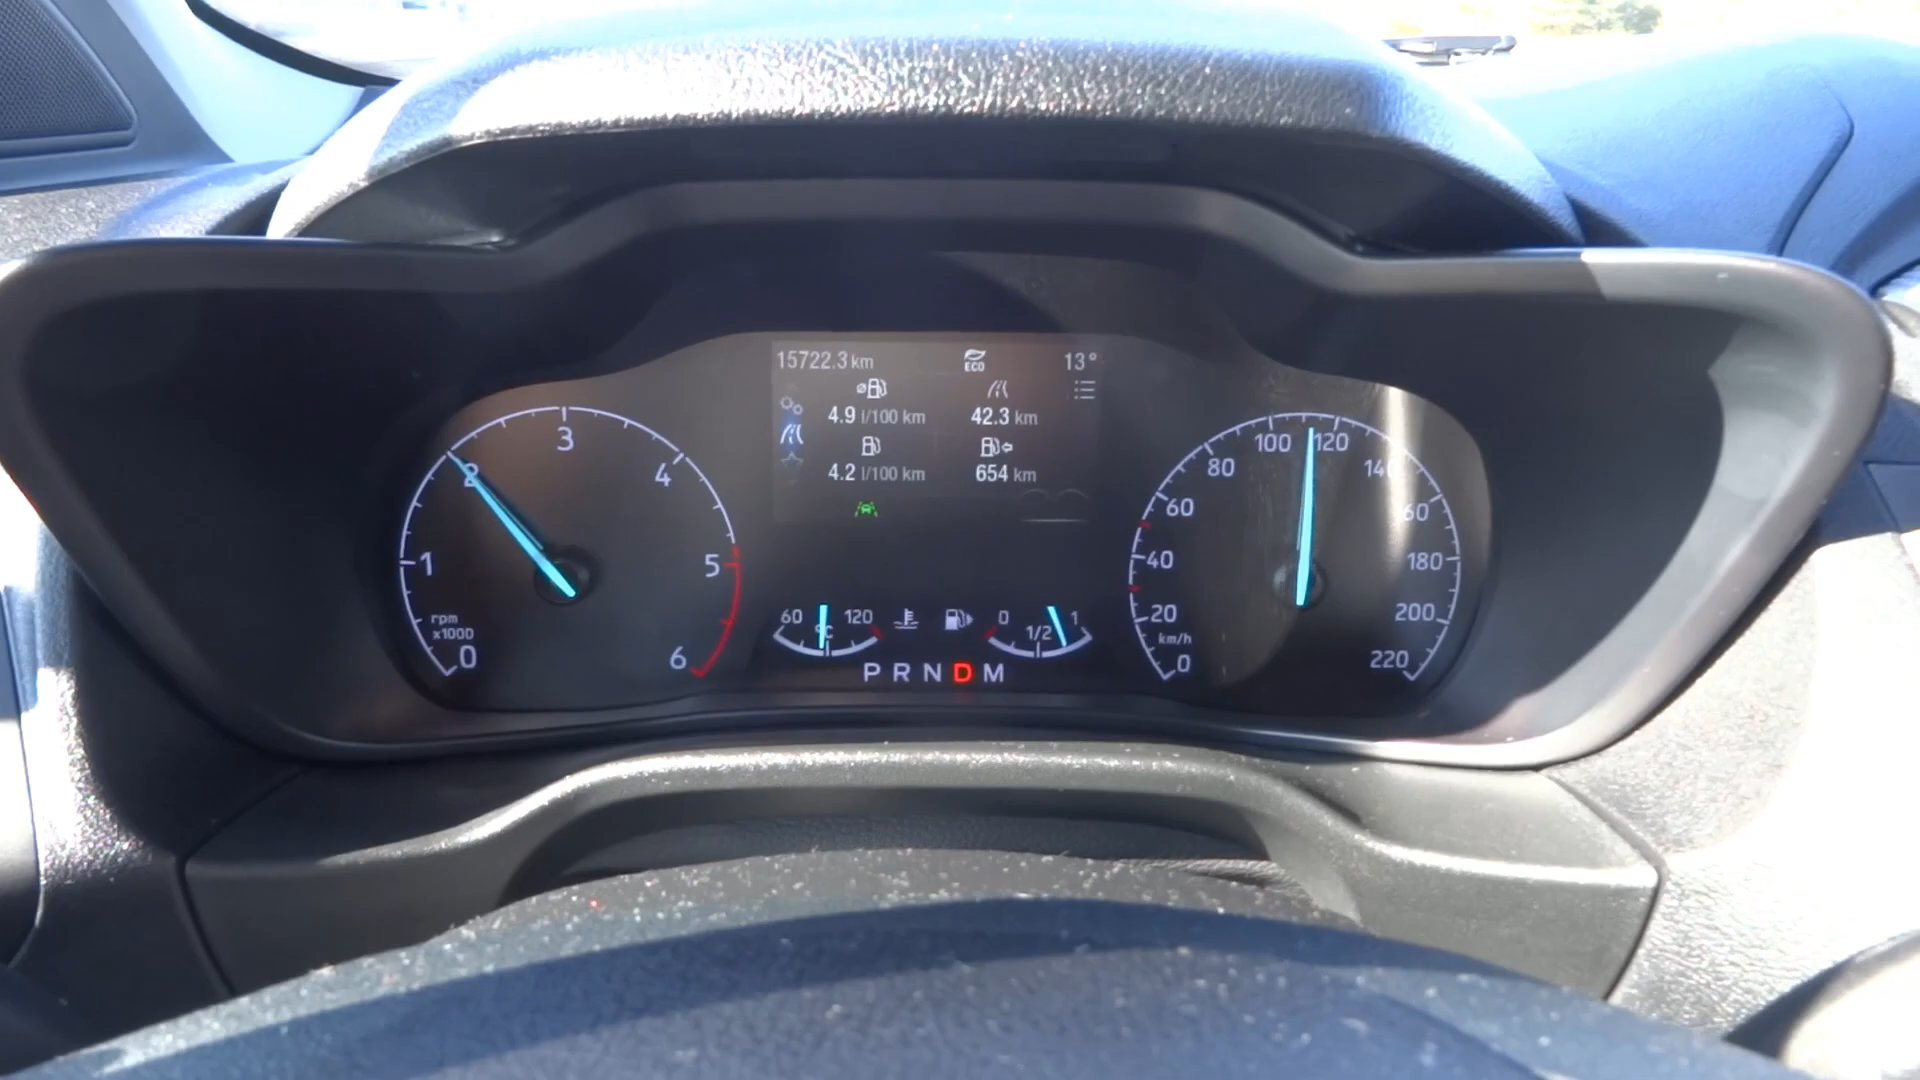 15722.3 km ECO 13°
4.9 l/100 km 42.3 km
4.2 l/100 km 654 km
0 1 2 3 4 5 6
rpm
x1000
60 °C 120
0 1/2 1
P R N D M
0 20 40 60 80 100 120 140 160 180 200 220
km/h